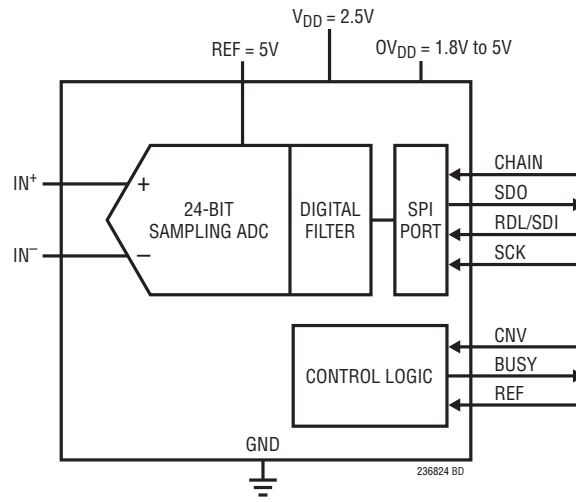 V_DD = 2.5V
REF = 5V
OV_DD = 1.8V to 5V
IN⁺
+
IN⁻
−
24-BIT
SAMPLING ADC
DIGITAL
FILTER
SPI
PORT
CHAIN
SDO
RDL/SDI
SCK
CONTROL LOGIC
CNV
BUSY
REF
GND
236824 BD